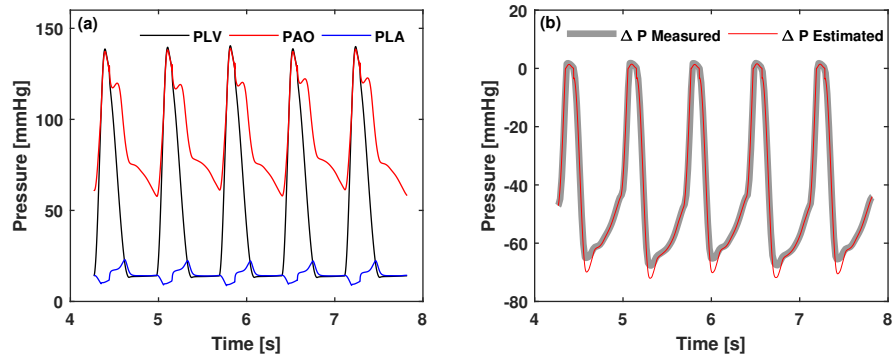 (a)
PLV PAO PLA
150
100
50
0
Pressure [mmHg]
4 5 6 7 8
Time [s]
(b)
Δ P Measured Δ P Estimated
20
0
-20
-40
-60
-80
Pressure [mmHg]
4 5 6 7 8
Time [s]